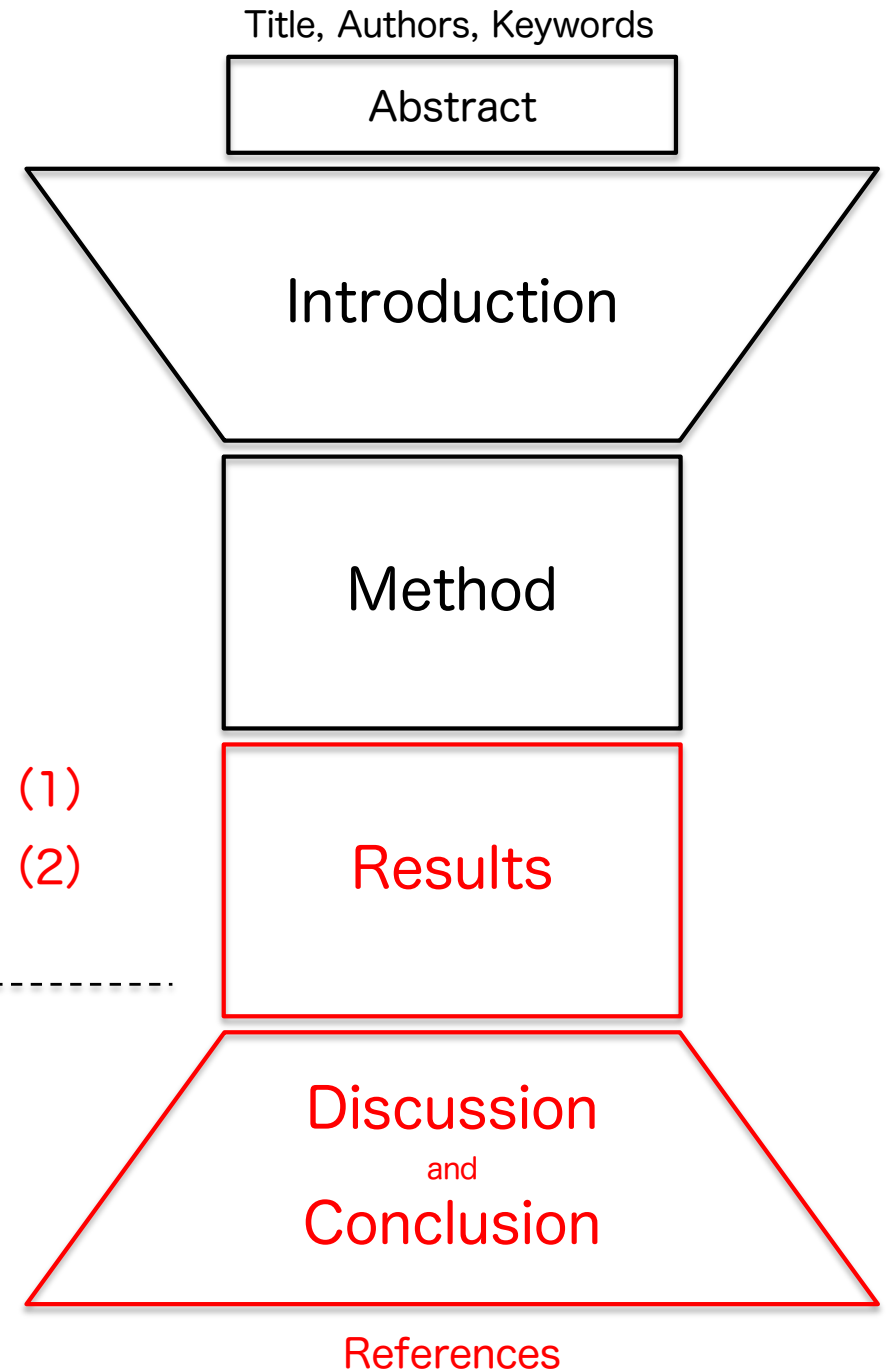 Title, Authors, Keywords
Abstract
Introduction
Method
(1)
(2)
Results
Discussion
and
Conclusion
References